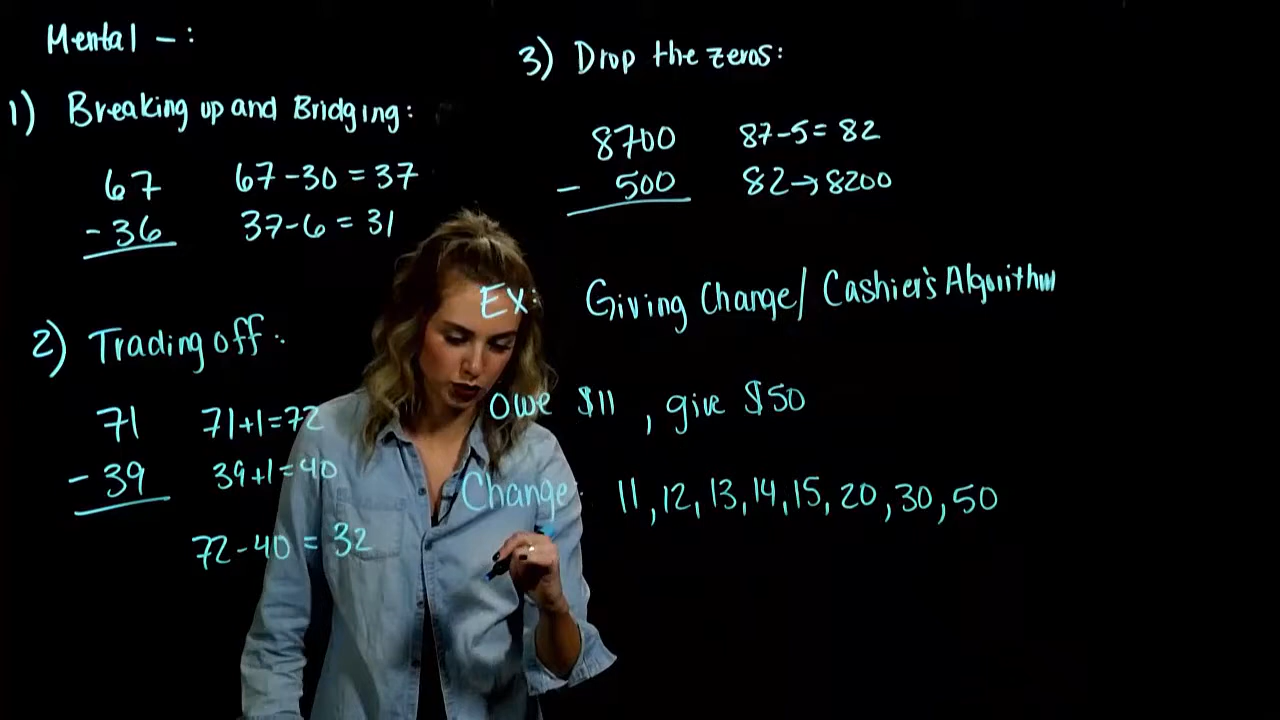 Mental - :
1) Breaking up and Bridging:
67
- 36
67 - 30 = 37
37 - 6 = 31
2) Trading off:
71
- 39
71 + 1 = 72
39 + 1 = 40
72 - 40 = 32
3) Drop the zeros:
8700
- 500
87 - 5 = 82
82 → 8200
Ex: Giving Change / Cashier's Algorithm
Owe $11, give $50
Change: 11, 12, 13, 14, 15, 20, 30, 50